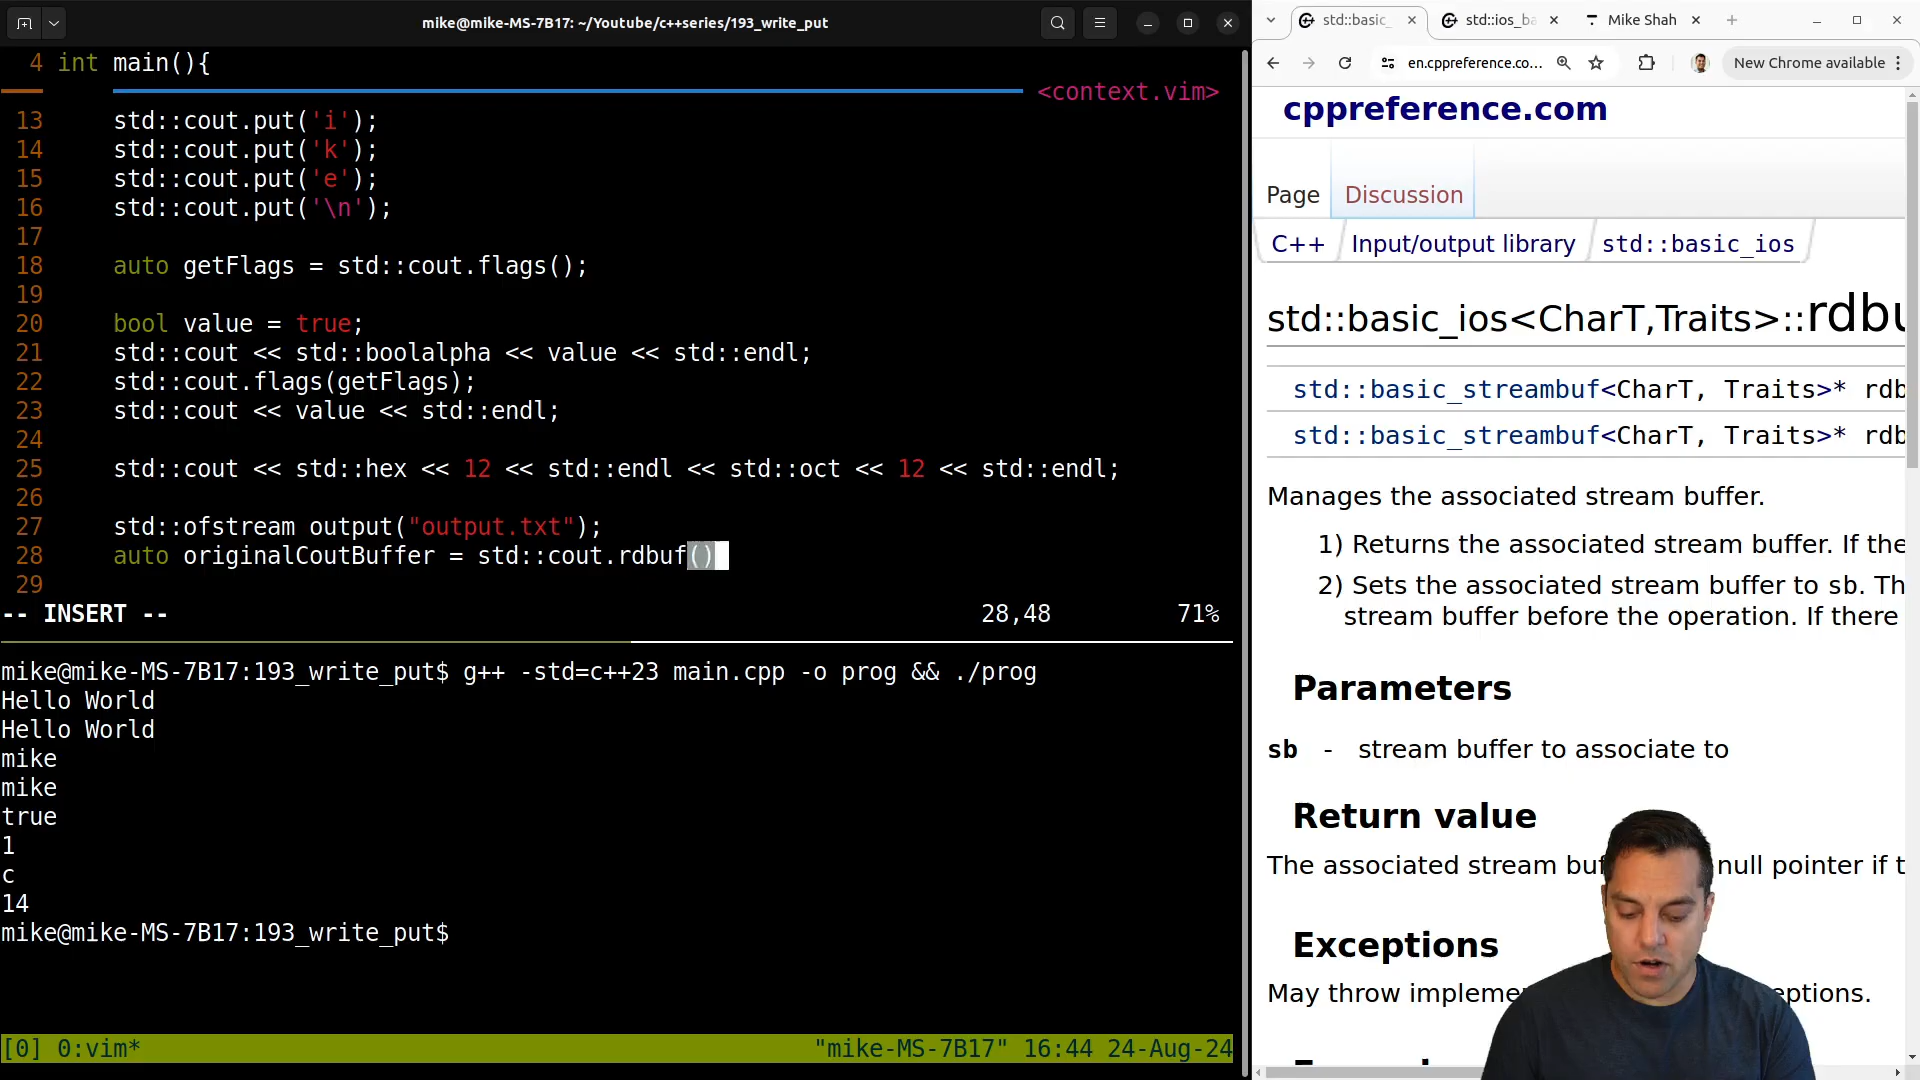 mike@mike-MS-7B17: ~/Youtube/c++series/193_write_put
4 int main(){
<context.vim>
13 std::cout.put('i');
14 std::cout.put('k');
15 std::cout.put('e');
16 std::cout.put('\n');
17
18 auto getFlags = std::cout.flags();
19
20 bool value = true;
21 std::cout << std::boolalpha << value << std::endl;
22 std::cout.flags(getFlags);
23 std::cout << value << std::endl;
24
25 std::cout << std::hex << 12 << std::endl << std::oct << 12 << std::endl;
26
27 std::ofstream output("output.txt");
28 auto originalCoutBuffer = std::cout.rdbuf()
29
-- INSERT -- 28,48 71%
mike@mike-MS-7B17:193_write_put$ g++ -std=c++23 main.cpp -o prog && ./prog
Hello World
Hello World
mike
mike
true
1
c
14
mike@mike-MS-7B17:193_write_put$
[0] 0:vim* "mike-MS-7B17" 16:44 24-Aug-24
std::basic_ std::ios_ba Mike Shah
en.cppreference.co... New Chrome available
cppreference.com
Page Discussion
C++ Input/output library std::basic_ios
std::basic_ios<CharT,Traits>::rdbu
std::basic_streambuf<CharT, Traits>* rdb
std::basic_streambuf<CharT, Traits>* rdb
Manages the associated stream buffer.
1) Returns the associated stream buffer. If the
2) Sets the associated stream buffer to sb. Th
stream buffer before the operation. If there
Parameters
sb - stream buffer to associate to
Return value
The associated stream buf null pointer if t
Exceptions
May throw impleme eptions.